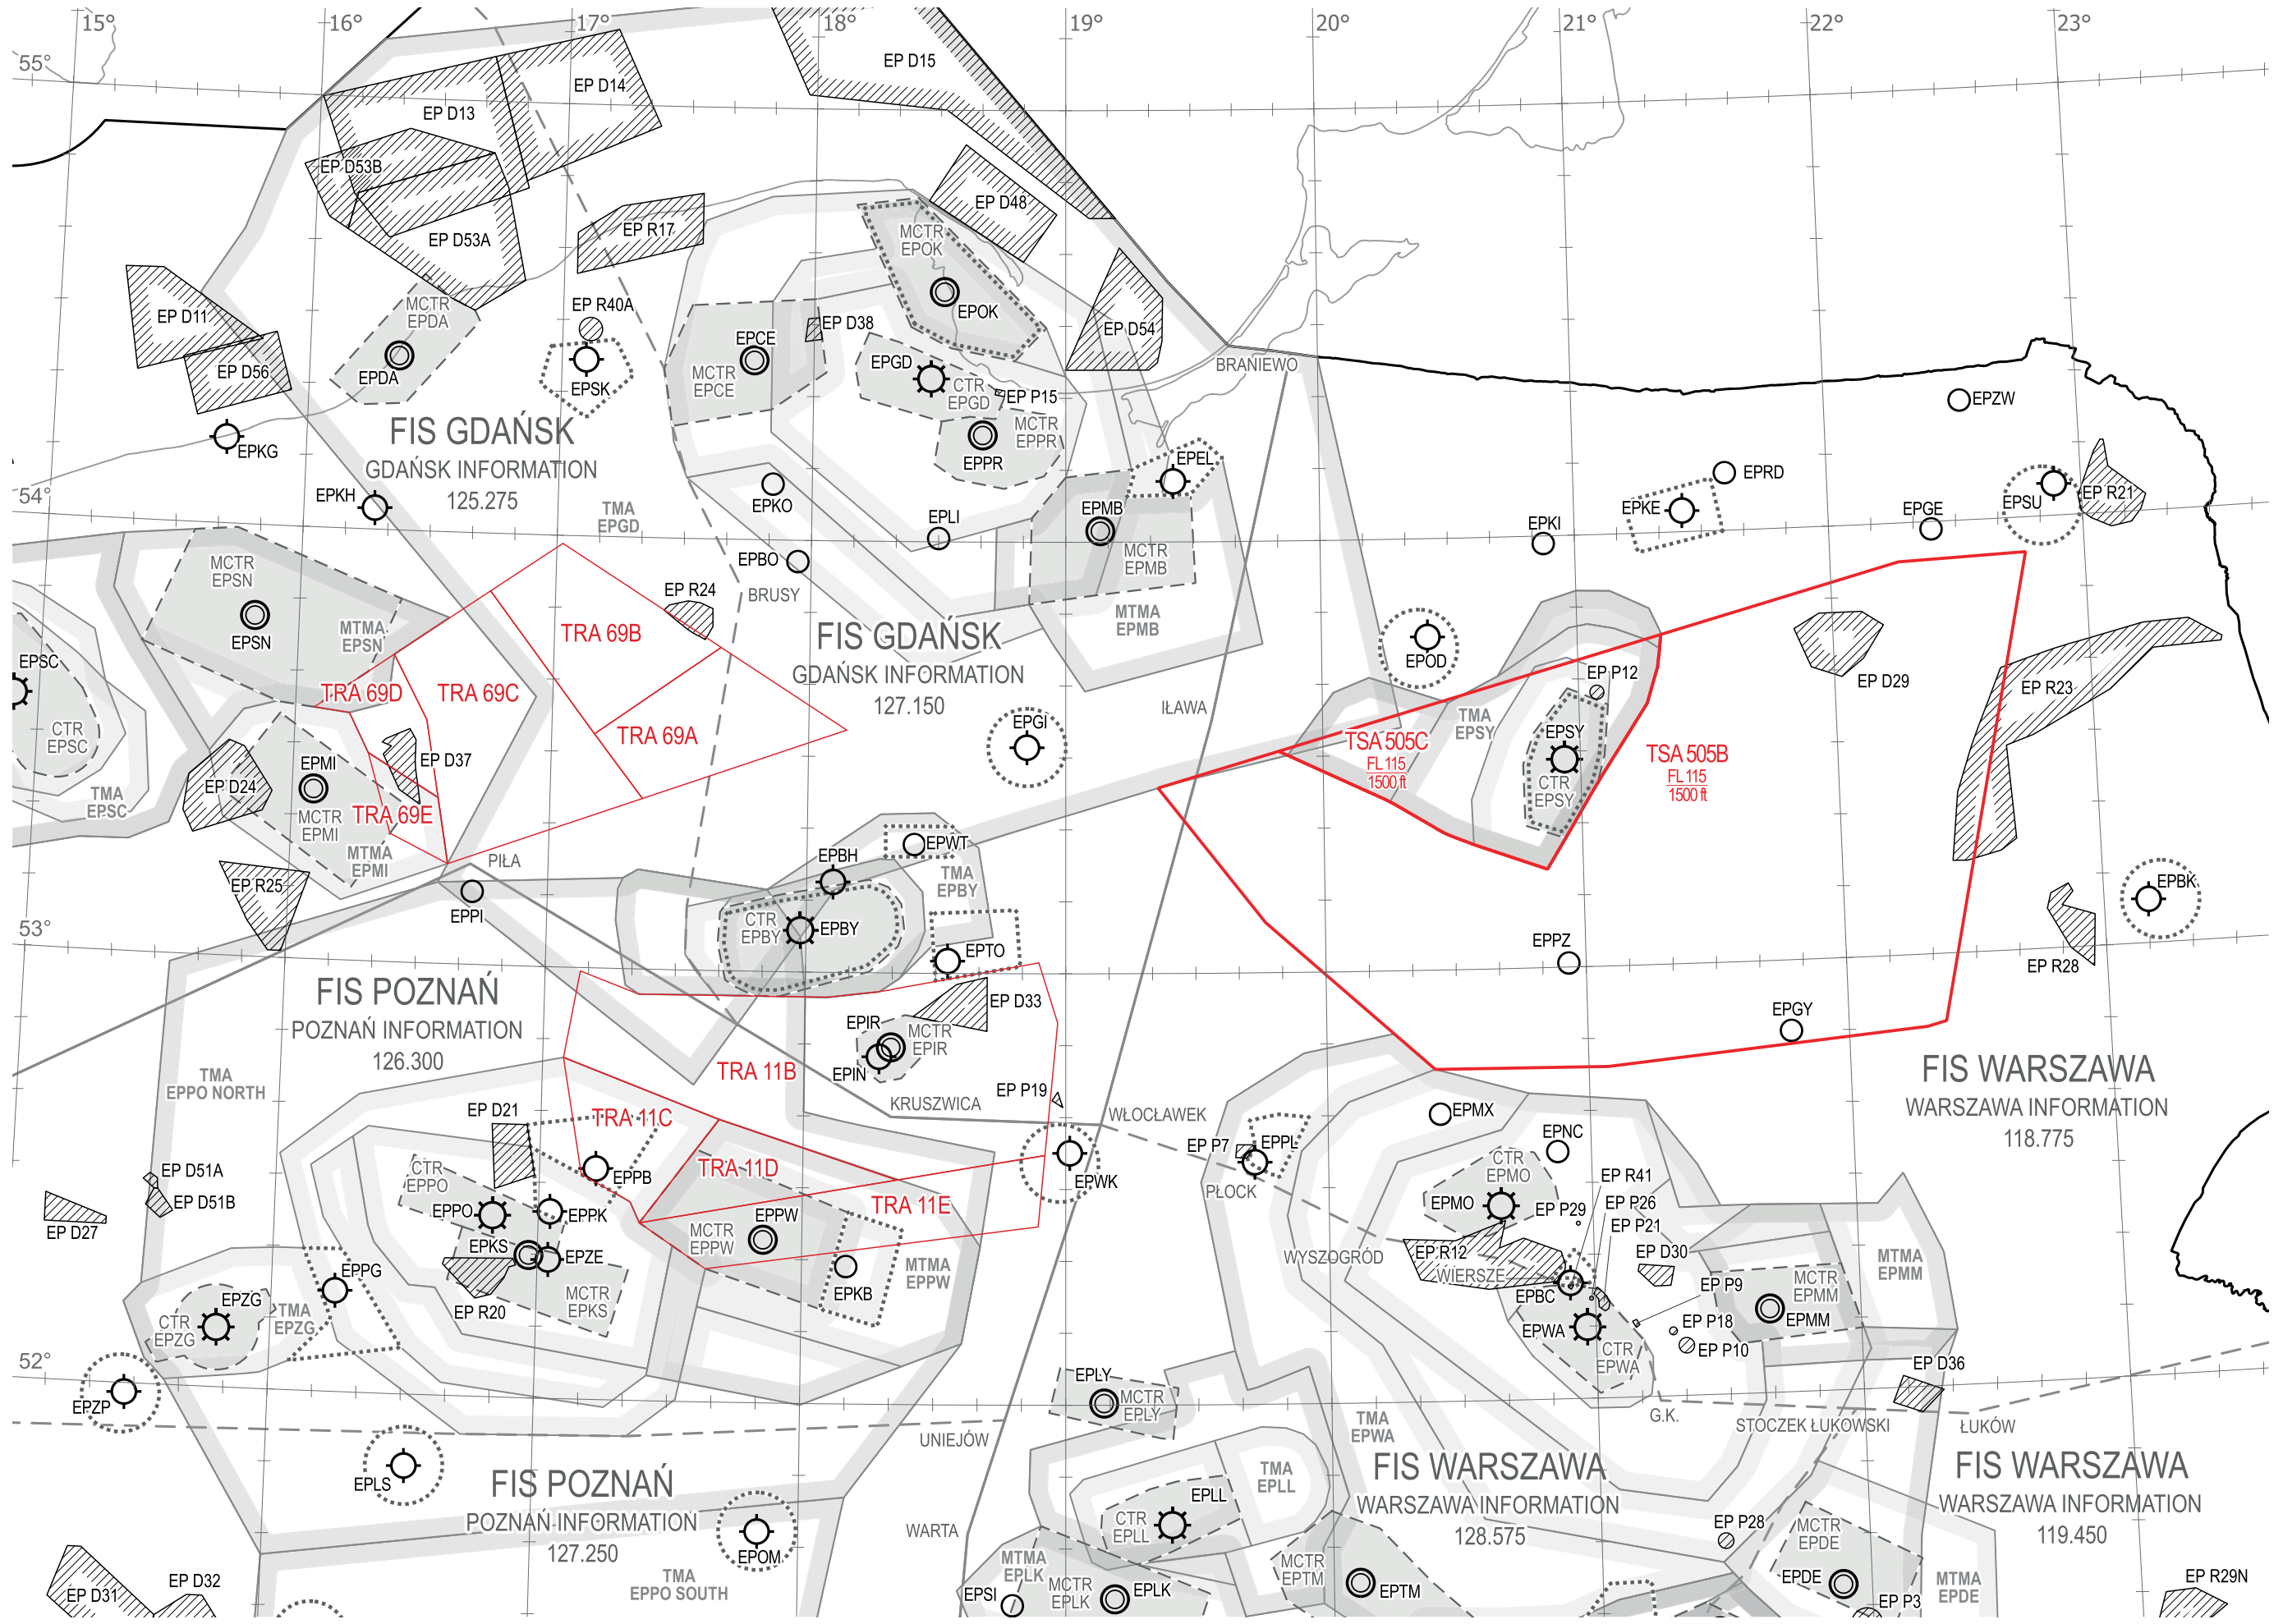 15°
16°
17°
18°
19°
20°
21°
22°
23°
55°
EP D15
EP D14
EP D13
EP D53B
EP D53A
EP R17
EP D48
MCTR
EPOK
EPOK
EP D11
EP D56
MCTR
EPDA
EPDA
EP R40A
EPSK
EPCE
MCTR
EPCE
EP D38
EPGD
CTR
EPGD
EP P15
MCTR
EPPR
EPPR
EP D54
BRANIEWO
EPZW
EPKG
FIS GDAŃSK
GDAŃSK INFORMATION
125.275
EPKH
54°
TMA
EPGD
EPKO
EPLI
EPBO
BRUSY
EPEL
EPMB
MCTR
EPMB
MTMA
EPMB
EPRD
EPKE
EPKI
EPGE
EPSU
EP R21
MCTR
EPSN
EPSN
MTMA
EPSN
EPSC
CTR
EPSC
TMA
EPSC
EP R24
TRA 69B
TRA 69D
TRA 69C
TRA 69A
TRA 69E
EP D37
EPMI
MCTR
EPMI
MTMA
EPMI
EP D24
EP R25
FIS GDAŃSK
GDAŃSK INFORMATION
127.150
EPGI
IŁAWA
EPOD
EP P12
TMA
EPSY
EPSY
CTR
EPSY
TSA 505C
FL 115
1500 ft
TSA 505B
FL 115
1500 ft
EP D29
EP R23
EPBK
EP R28
PIŁA
EPPI
EPBH
EPWT
TMA
EPBY
CTR
EPBY
EPBY
EPTO
EPPZ
EPGY
53°
FIS POZNAŃ
POZNAŃ INFORMATION
126.300
EP D33
EPIR
MCTR
EPIR
EPIN
TRA 11B
KRUSZWICA
EP P19
WŁOCŁAWEK
FIS WARSZAWA
WARSZAWA INFORMATION
118.775
TMA
EPPO NORTH
EP D21
TRA 11C
TRA 11D
TRA 11E
EPPB
CTR
EPPO
EPPO
EPPK
EPKS
EPZE
EP R20
MCTR
EPKS
MCTR
EPPW
EPPW
MTMA
EPPW
EPKB
EPWK
EP P7
EPPL
PŁOCK
EPMX
EPNC
CTR
EPMO
EPMO
EP R41
EP P29
EP P26
EP P21
EP D30
EP R12
WYSZOGRÓD
WIERSZE
EPBC
EPWA
CTR
EPWA
EP P9
EP P18
EP P10
MCTR
EPMM
EPMM
MTMA
EPMM
EP D36
EP D51A
EP D51B
EP D27
EPPG
EPZG
CTR
EPZG
TMA
EPZG
52°
EPZP
EPLS
FIS POZNAŃ
POZNAŃ INFORMATION
127.250
EPOM
TMA
EPPO SOUTH
UNIEJÓW
WARTA
EPLY
MCTR
EPLY
TMA
EPLL
EPLL
CTR
EPLL
MTMA
EPLK
MCTR
EPLK
EPLK
EPSI
TMA
EPWA
G.K.
STOCZEK ŁUKOWSKI
ŁUKÓW
FIS WARSZAWA
WARSZAWA INFORMATION
128.575
FIS WARSZAWA
WARSZAWA INFORMATION
119.450
MCTR
EPTM
EPTM
EP P28
MCTR
EPDE
EPDE
EP P3
MTMA
EPDE
EP R29N
EP D31
EP D32